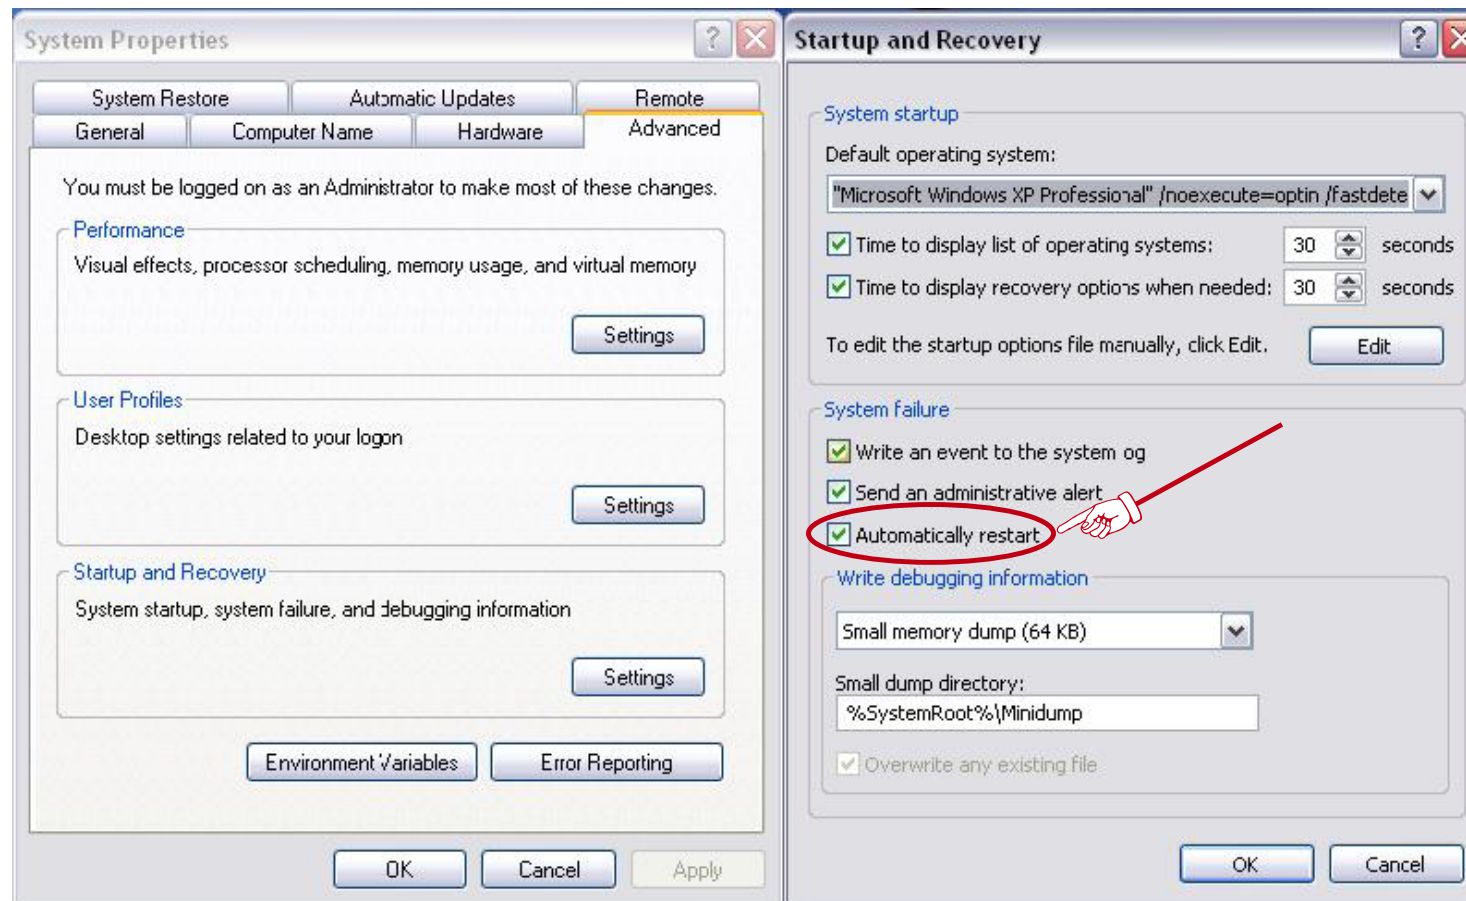 System Properties
System Restore
Automatic Updates
Remote
General
Computer Name
Hardware
Advanced
You must be logged on as an Administrator to make most of these changes.
Performance
Visual effects, processor scheduling, memory usage, and virtual memory
Settings
User Profiles
Desktop settings related to your logon
Settings
Startup and Recovery
System startup, system failure, and debugging information
Settings
Environment Variables
Error Reporting
OK
Cancel
Apply
Startup and Recovery
System startup
Default operating system:
"Microsoft Windows XP Professional" /noexecute=optin /fastdete
Time to display list of operating systems:
30
seconds
Time to display recovery options when needed:
30
seconds
To edit the startup options file manually, click Edit.
Edit
System failure
Write an event to the system og
Send an administrative alert
Automatically restart
Write debugging information
Small memory dump (64 KB)
Small dump directory:
%SystemRoot%\Minidump
Overwrite any existing file
OK
Cancel